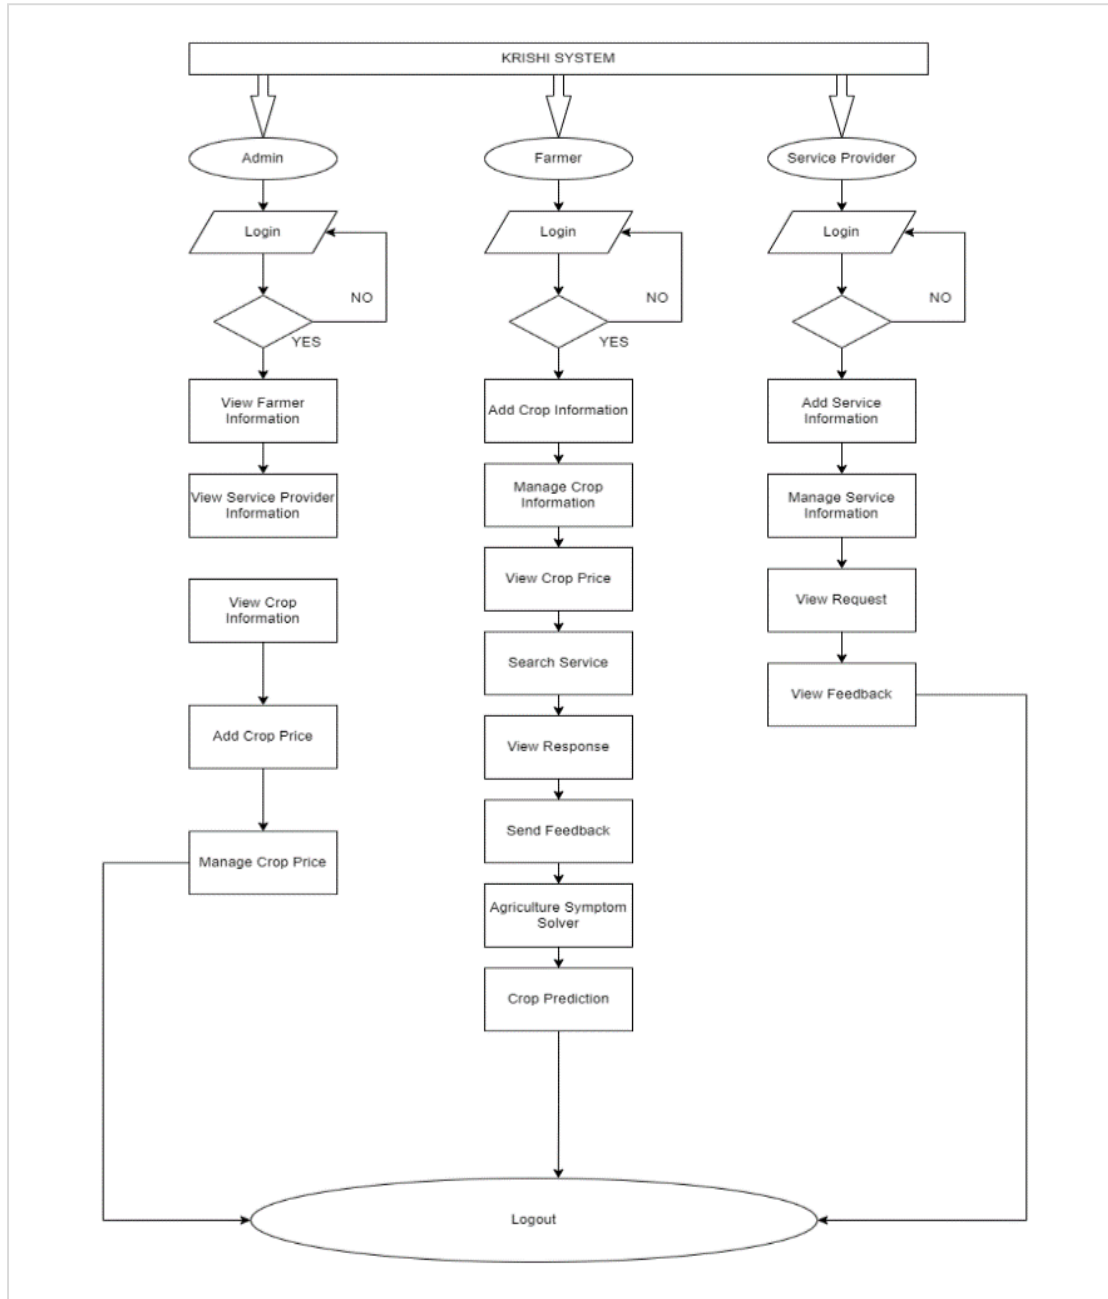 KRISHI SYSTEM
Admin
Farmer
Service Provider
Login
Login
Login
NO
NO
NO
YES
YES
View Farmer
Information
View Service Provider
Information
View Crop
Information
Add Crop Price
Manage Crop Price
Add Crop Information
Manage Crop
Information
View Crop Price
Search Service
View Response
Send Feedback
Agriculture Symptom
Solver
Crop Prediction
Add Service
Information
Manage Service
Information
View Request
View Feedback
Logout